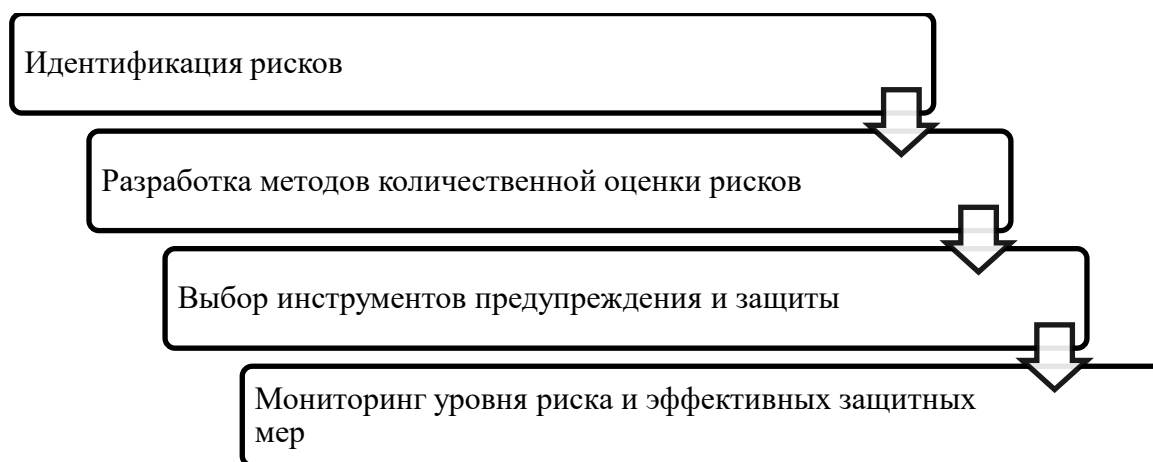 Идентификация рисков
Разработка методов количественной оценки рисков
Выбор инструментов предупреждения и защиты
Мониторинг уровня риска и эффективных защитных
мер